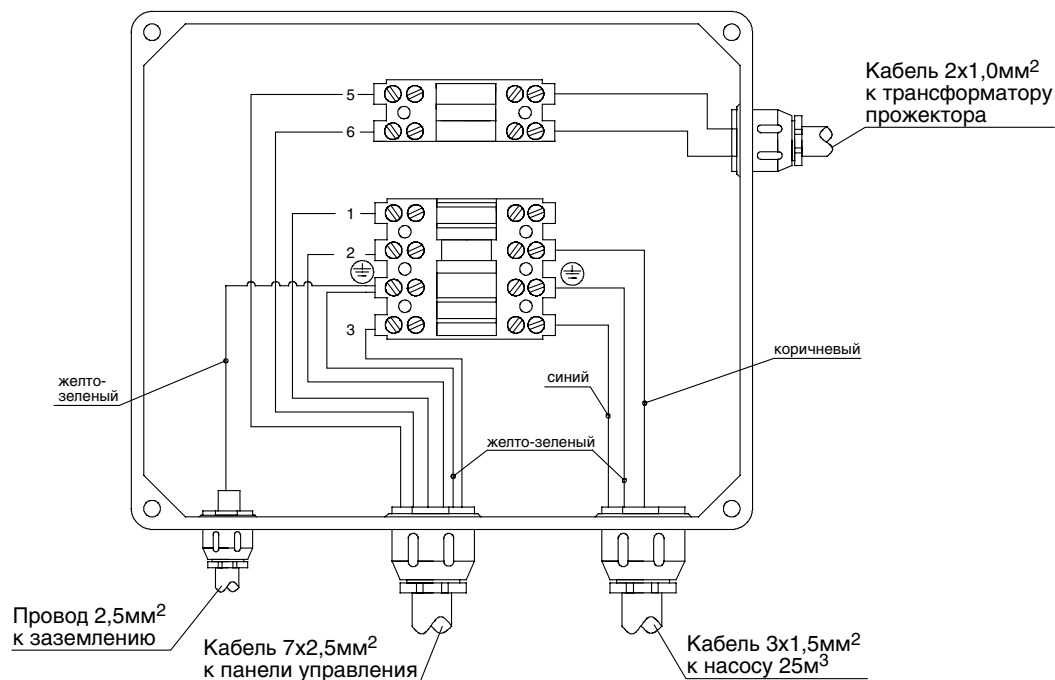 Кабель 2х1,0мм²
к трансформатору
прожектора
5
6
1
2
3
желто-
зеленый
коричневый
синий
желто-зеленый
Провод 2,5мм²
к заземлению
Кабель 7х2,5мм²
к панели управления
Кабель 3х1,5мм²
к насосу 25м³